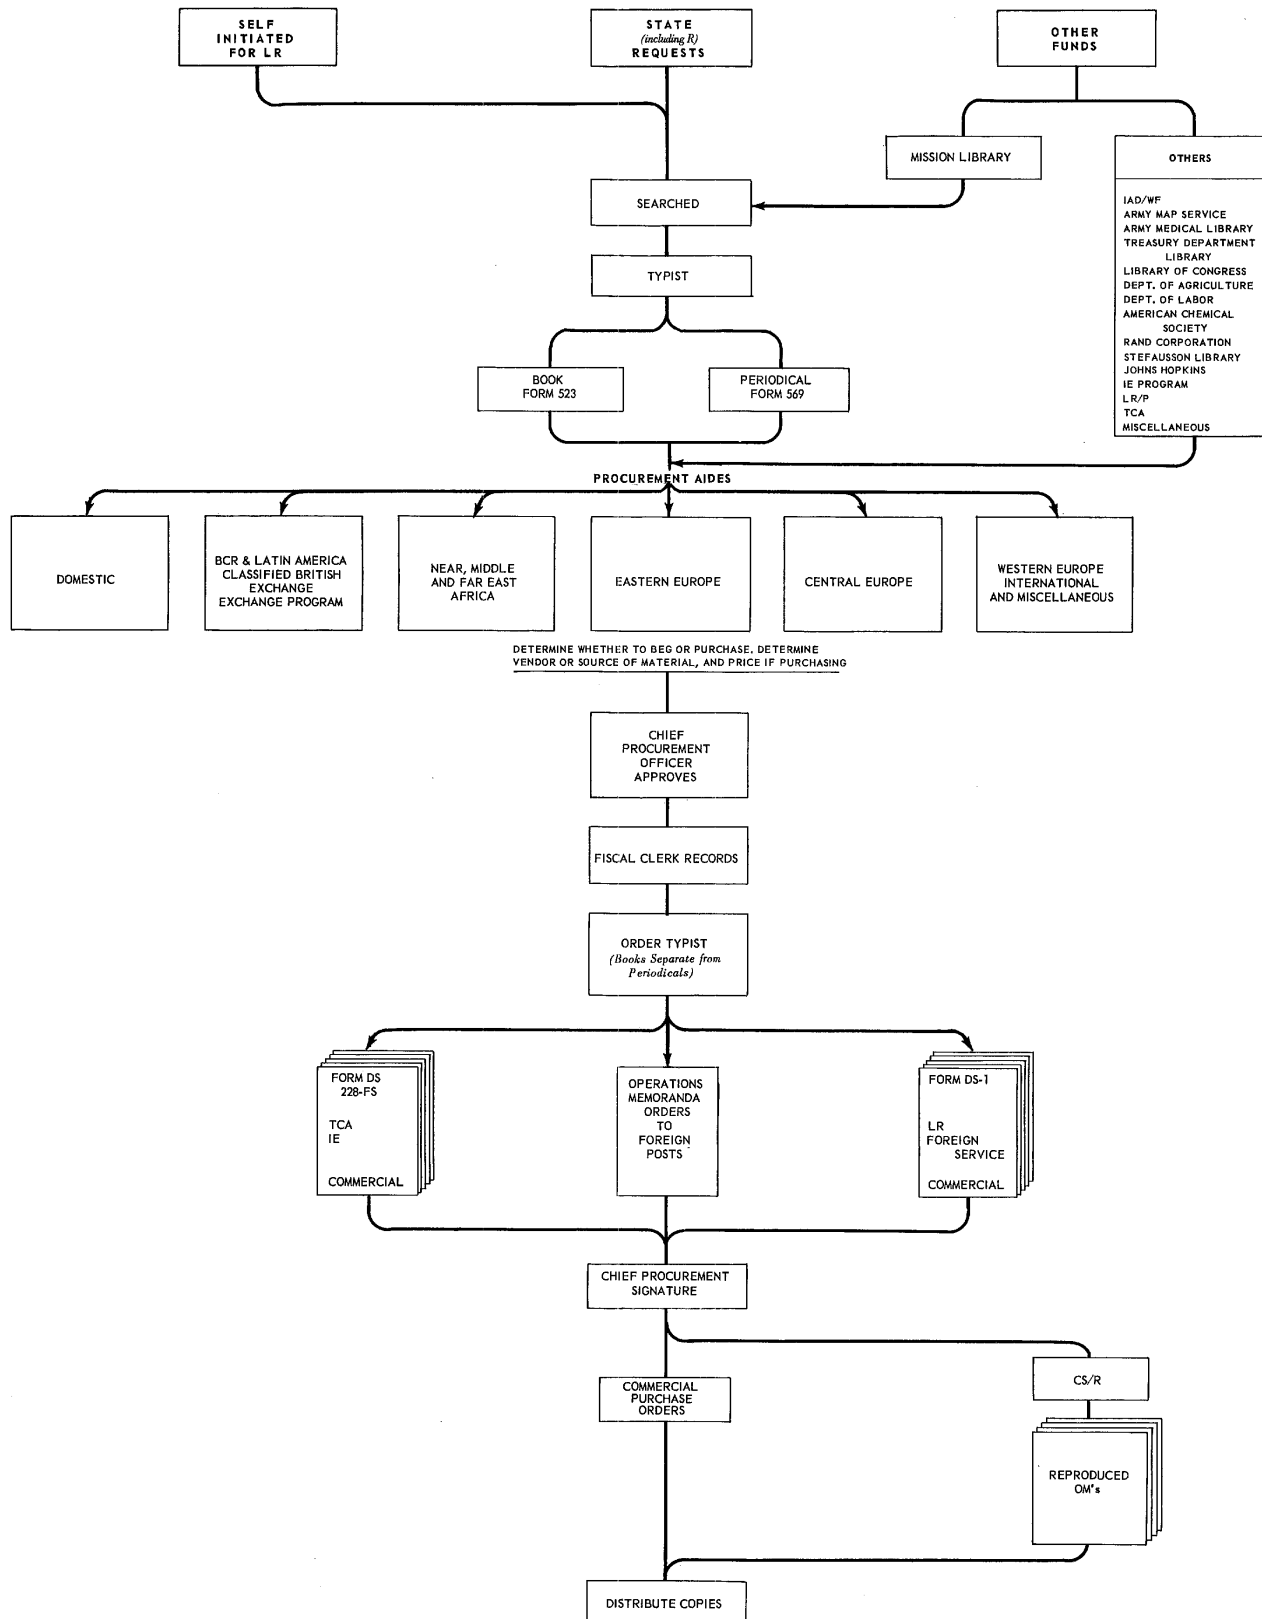 SELF
INITIATED
FOR LR
STATE
(including R)
REQUESTS
OTHER
FUNDS
MISSION LIBRARY
OTHERS
IAD/WF
ARMY MAP SERVICE
ARMY MEDICAL LIBRARY
TREASURY DEPARTMENT
LIBRARY
LIBRARY OF CONGRESS
DEPT. OF AGRICULTURE
DEPT. OF LABOR
AMERICAN CHEMICAL
SOCIETY
RAND CORPORATION
STEFAUSSON LIBRARY
JOHNS HOPKINS
IE PROGRAM
LR/P
TCA
MISCELLANEOUS
SEARCHED
TYPIST
BOOK
FORM 523
PERIODICAL
FORM 569
PROCUREMENT AIDES
DOMESTIC
BCR & LATIN AMERICA
CLASSIFIED BRITISH
EXCHANGE
EXCHANGE PROGRAM
NEAR, MIDDLE
AND FAR EAST
AFRICA
EASTERN EUROPE
CENTRAL EUROPE
WESTERN EUROPE
INTERNATIONAL
AND MISCELLANEOUS
DETERMINE WHETHER TO BEG OR PURCHASE, DETERMINE
VENDOR OR SOURCE OF MATERIAL, AND PRICE IF PURCHASING
CHIEF
PROCUREMENT
OFFICER
APPROVES
FISCAL CLERK RECORDS
ORDER TYPIST
(Books Separate from
Periodicals)
FORM DS
228-FS
TCA
IE
COMMERCIAL
OPERATIONS
MEMORANDA
ORDERS
TO
FOREIGN
POSTS
FORM DS-1
LR
FOREIGN
SERVICE
COMMERCIAL
CHIEF PROCUREMENT
SIGNATURE
COMMERCIAL
PURCHASE
ORDERS
CS/R
REPRODUCED
OM's
DISTRIBUTE COPIES